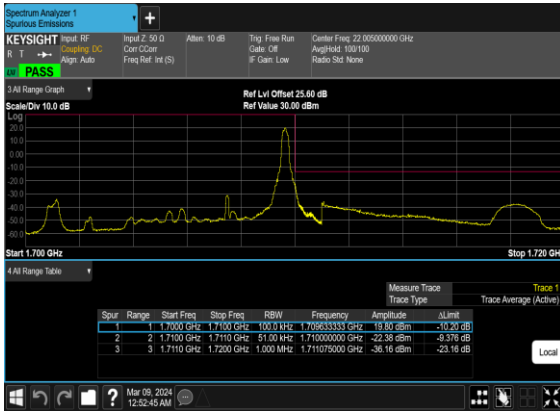 Spectrum Analyzer 1
Spurious Emissions
+
KEYSIGHT Input: RF Input Z: 50 Ω Atten: 10 dB Trig: Free Run Center Freq: 22.005000000 GHz
R T Coupling: DC Corr CCorr Gate: Off Avg|Hold: 100/100
Align: Auto Freq Ref: Int (S) IF Gain: Low Radio Std: None
LXI PASS
3 All Range Graph
Ref Lvl Offset 25.60 dB
Scale/Div 10.0 dB Ref Value 30.00 dBm
Log
20.0
10.0
0.00
-10.0
-20.0
-30.0
-40.0
-50.0
-60.0
Start 1.700 GHz Stop 1.720 GH
4 All Range Table
Measure Trace Trace 1
Trace Type Trace Average (Active)
Spur Range Start Freq Stop Freq RBW Frequency Amplitude ΔLimit
1 1 1.7000 GHz 1.7100 GHz 100.0 kHz 1.709633333 GHz 19.80 dBm -10.20 dB
2 2 1.7100 GHz 1.7110 GHz 51.00 kHz 1.710000000 GHz -22.38 dBm -9.376 dB
3 3 1.7110 GHz 1.7200 GHz 1.000 MHz 1.711075000 GHz -36.16 dBm -23.16 dB
Local
?
Mar 09, 2024
12:52:45 AM